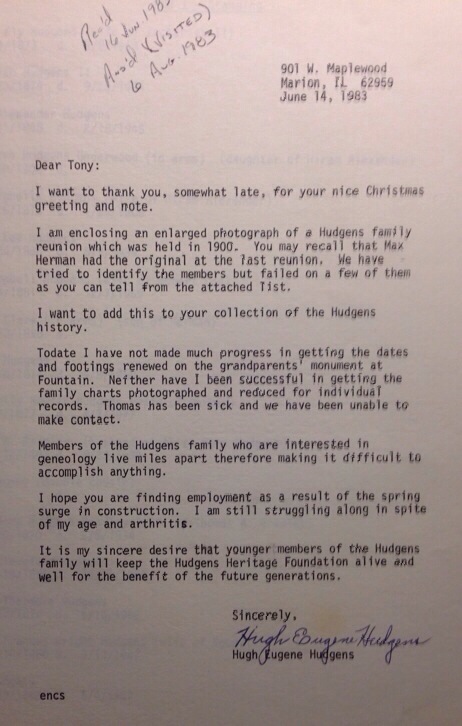 Rec'd
16 Jun. 1983
Ans'd (VISITED)
6 Aug. 1983
901 W. Maplewood
Marion, IL 62959
June 14, 1983
Dear Tony:
I want to thank you, somewhat late, for your nice Christmas
greeting and note.
I am enclosing an enlarged photograph of a Hudgens family
reunion which was held in 1900. You may recall that Max
Herman had the original at the last reunion. We have
tried to identify the members but failed on a few of them
as you can tell from the attached list.
I want to add this to your collection of the Hudgens
history.
Todate I have not made much progress in getting the dates
and footings renewed on the grandparents' monument at
Fountain. Neither have I been successful in getting the
family charts photographed and reduced for individual
records. Thomas has been sick and we have been unable to
make contact.
Members of the Hudgens family who are interested in
geneology live miles apart therefore making it difficult to
accomplish anything.
I hope you are finding employment as a result of the spring
surge in construction. I am still struggling along in spite
of my age and arthritis.
It is my sincere desire that younger members of the Hudgens
family will keep the Hudgens Heritage Foundation alive and
well for the benefit of the future generations.
Sincerely,
Hugh Eugene Hudgens
Hugh Eugene Hudgens
encs